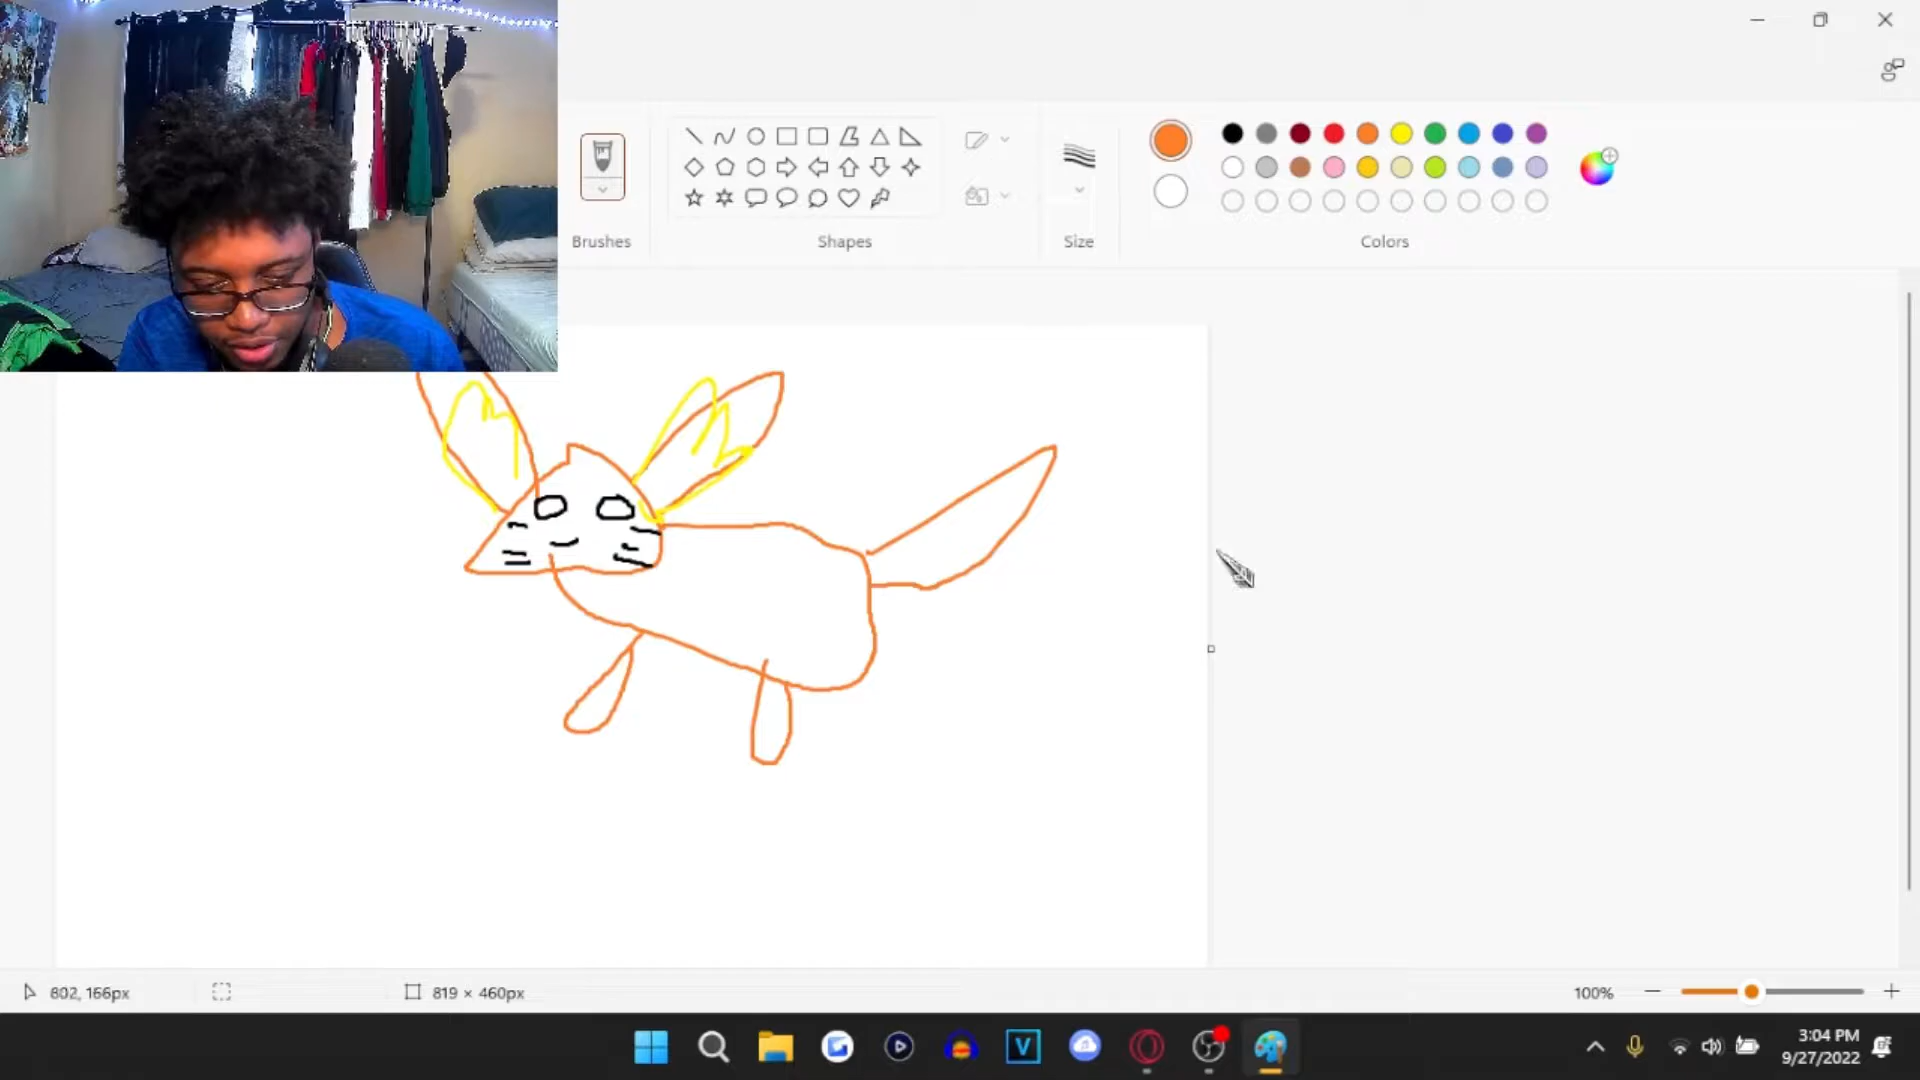 Brushes
Shapes
Size
Colors
802, 166px
819 × 460px
100%
V
3:04 PM
9/27/2022